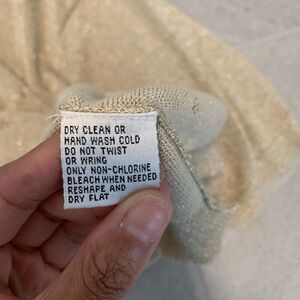 DRY CLEAN OR
HAND WASH COLD
DO NOT TWIST
OR WRING
ONLY NON-CHLORINE
BLEACH WHEN NEEDED
RESHAPE AND
DRY FLAT